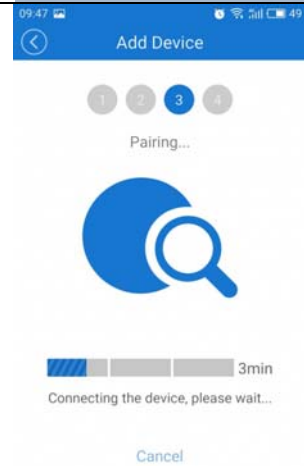 09:47 49
Add Device
1 2 3 4
Pairing...
3min
Connecting the device, please wait...
Cancel